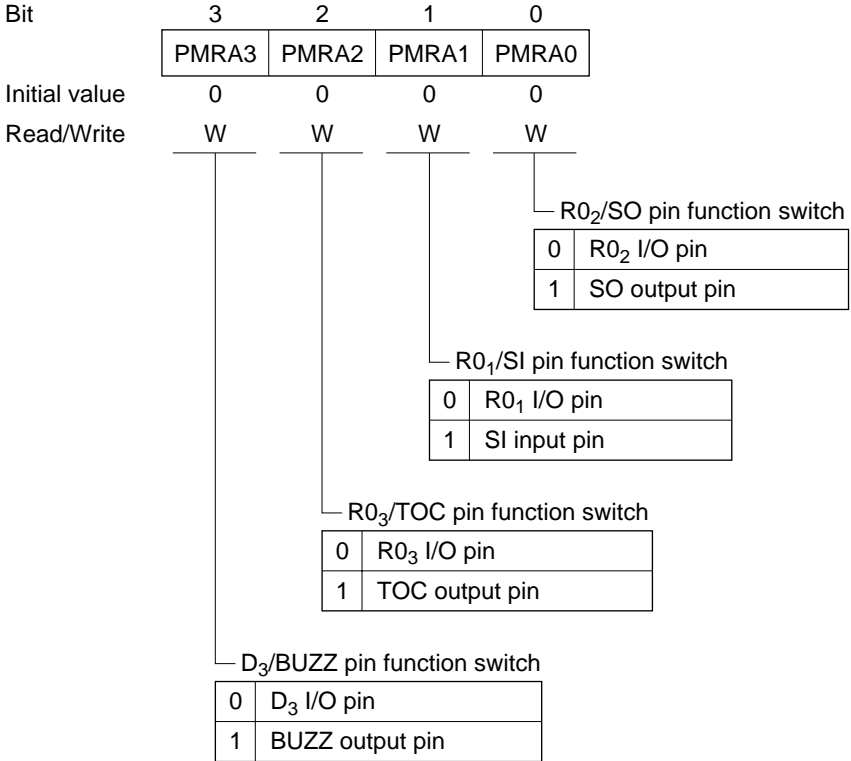 Bit 3 2 1 0
PMRA3 PMRA2 PMRA1 PMRA0
Initial value 0 0 0 0
Read/Write W W W W
R0₂/SO pin function switch
0 R0₂ I/O pin
1 SO output pin
R0₁/SI pin function switch
0 R0₁ I/O pin
1 SI input pin
R0₃/TOC pin function switch
0 R0₃ I/O pin
1 TOC output pin
D₃/BUZZ pin function switch
0 D₃ I/O pin
1 BUZZ output pin